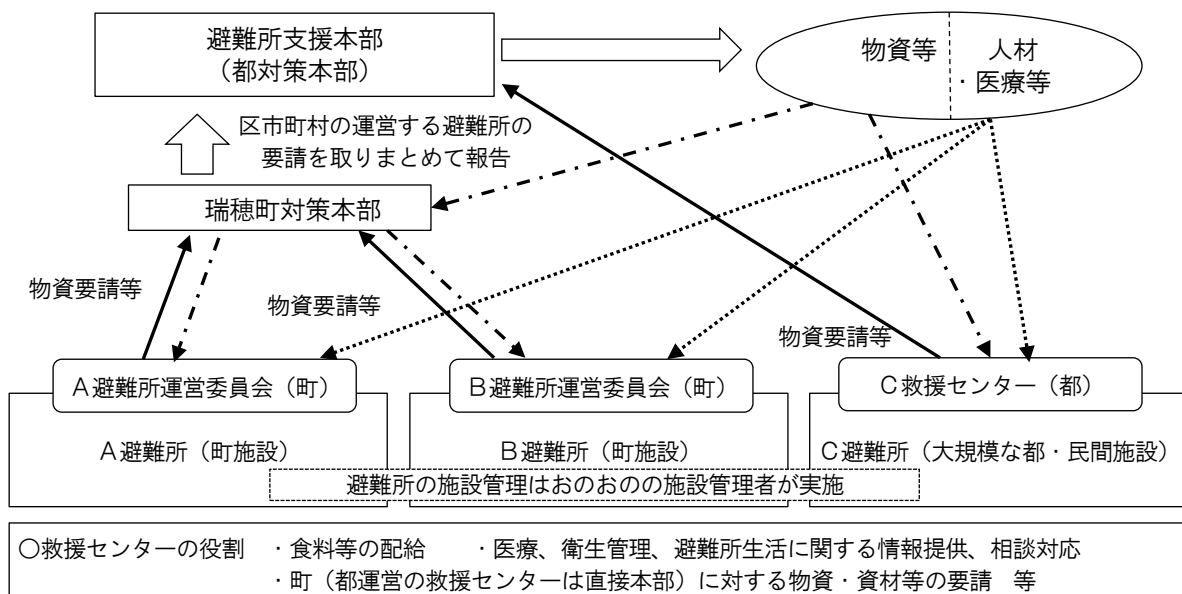 避難所支援本部
（都対策本部）
物資等
人材
・医療等
区市町村の運営する避難所の
要請を取りまとめて報告
瑞穂町対策本部
物資要請等
物資要請等
物資要請等
Ａ避難所運営委員会（町）
Ｂ避難所運営委員会（町）
Ｃ救援センター（都）
Ａ避難所（町施設）
Ｂ避難所（町施設）
Ｃ避難所（大規模な都・民間施設）
避難所の施設管理はおのおのの施設管理者が実施
○救援センターの役割　・食料等の配給　　・医療、衛生管理、避難所生活に関する情報提供、相談対応
・町（都運営の救援センターは直接本部）に対する物資・資材等の要請　等